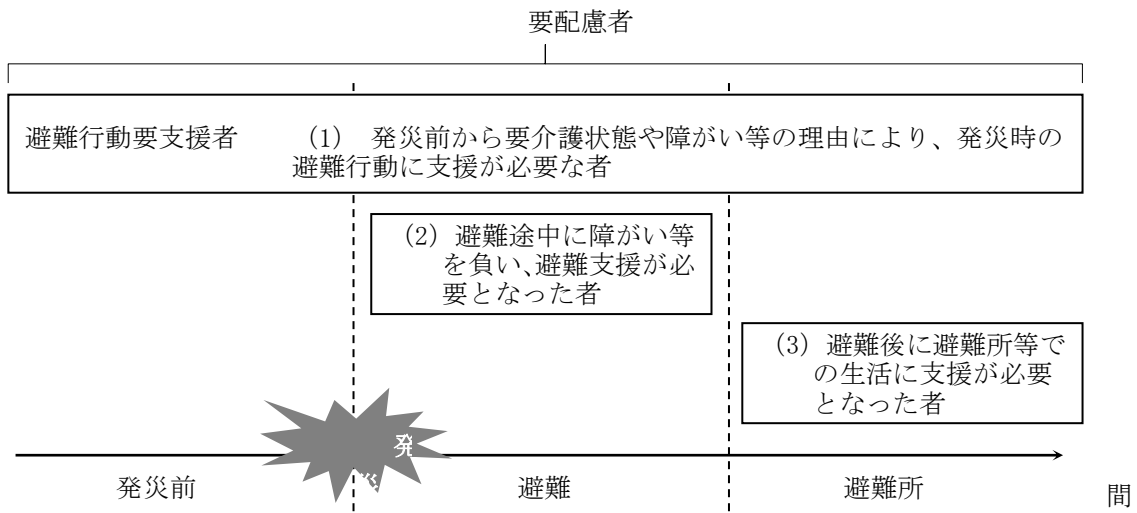 要配慮者
避難行動要支援者 (1) 発災前から要介護状態や障がい等の理由により、発災時の
避難行動に支援が必要な者
(2) 避難途中に障がい等
を負い、避難支援が必
要となった者
(3) 避難後に避難所等で
の生活に支援が必要
となった者
発
災
発災前 避難 避難所 間